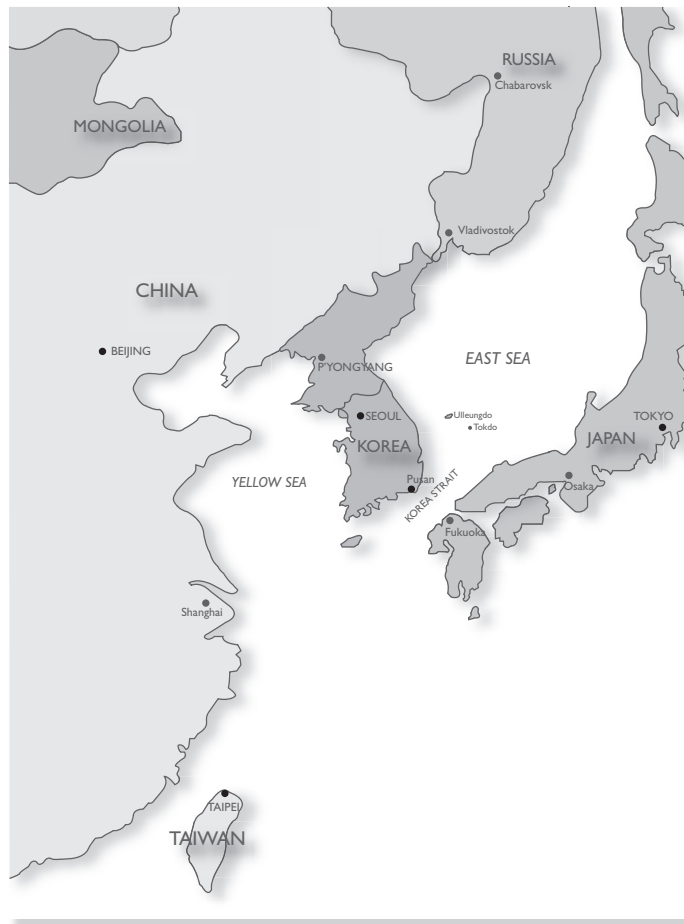 RUSSIA
Chabarovsk
MONGOLIA
Vladivostok
CHINA
BEIJING
EAST SEA
P'YONGYANG
SEOUL
Ulleungdo
TOKYO
Tokdo
KOREA
JAPAN
YELLOW SEA
Pusan
KOREA STRAIT
Osaka
Fukuoka
Shanghai
TAIPEI
TAIWAN